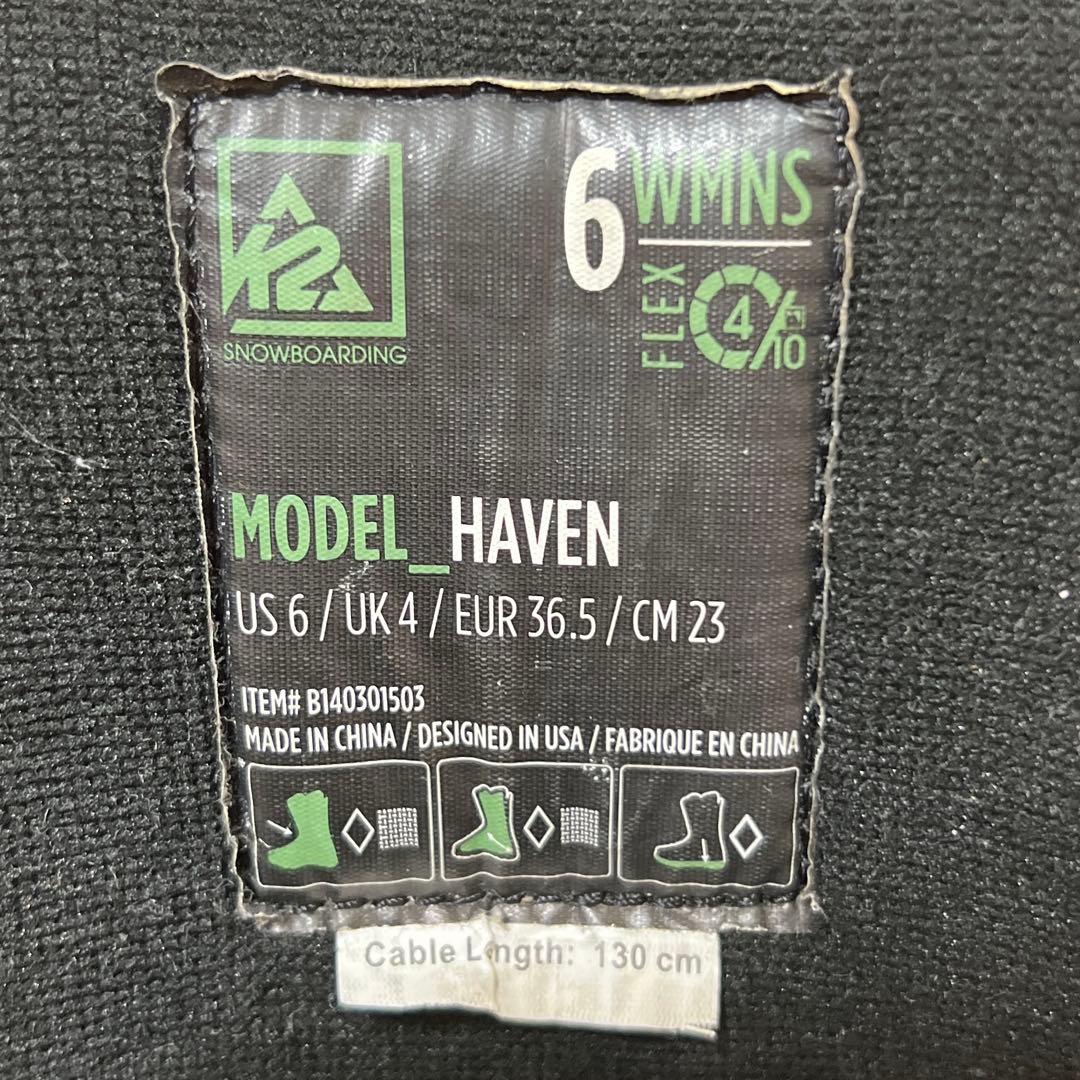 K2
SNOWBOARDING
6 WMNS
FLEX 4/10
MODEL_HAVEN
US 6 / UK 4 / EUR 36.5 / CM 23
ITEM# B140301503
MADE IN CHINA / DESIGNED IN USA / FABRIQUE EN CHINA
Cable Length: 130 cm